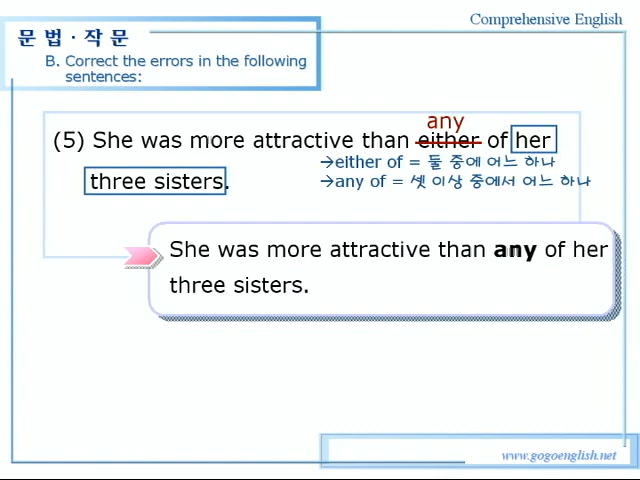 Comprehensive English
문 법 · 작 문
B. Correct the errors in the following
sentences:
any
(5) She was more attractive than either of her
→either of = 둘 중에 어느 하나
three sisters.
→any of = 셋 이상 중에서 어느 하나
She was more attractive than any of her
three sisters.
www.gogoenglish.net